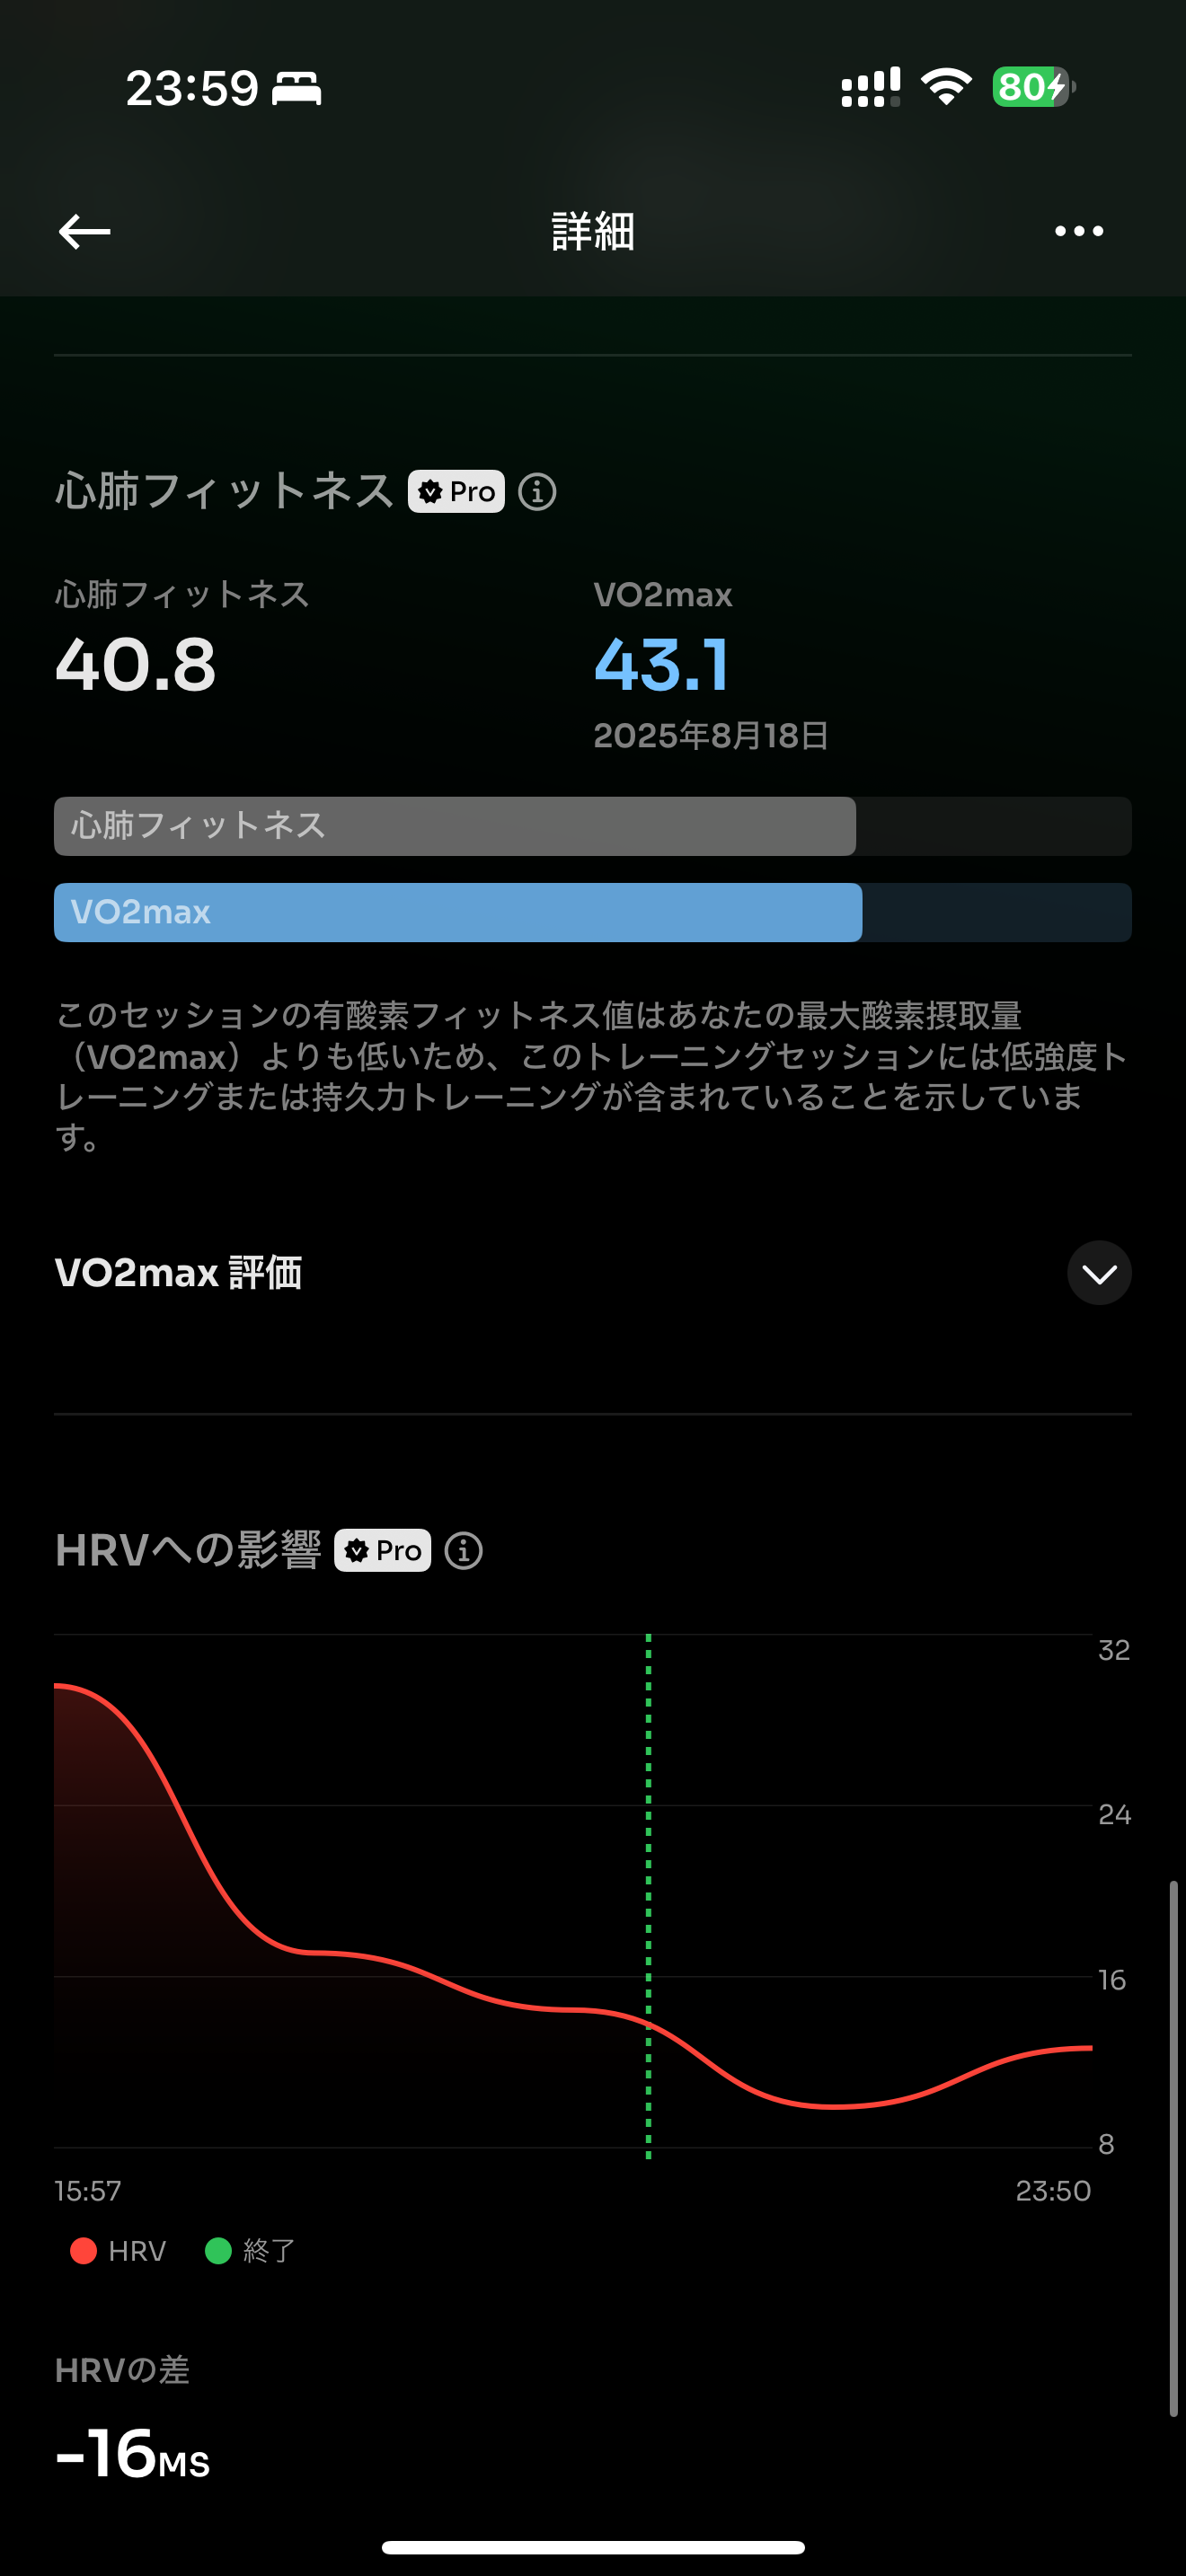 23:59
80
詳細
心肺フィットネス Pro
心肺フィットネス
VO2max
40.8
43.1
2025年8月18日
心肺フィットネス
VO2max
このセッションの有酸素フィットネス値はあなたの最大酸素摂取量
（VO2max）よりも低いため、このトレーニングセッションには低強度ト
レーニングまたは持久力トレーニングが含まれていることを示していま
す。
VO2max 評価
HRVへの影響 Pro
32
24
16
8
15:57
23:50
HRV
終了
HRVの差
-16MS